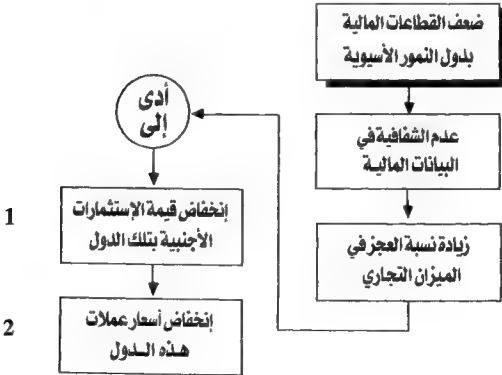 ضعف القطاعات المالية
بدول النمور الأسيوية
عدم الشفافية في
البيانات المالية
زيادة نسبة العجز في
الميزان التجاري
أدى
إلى
1
إنخفاض قيمة الإستثمارات
الأجنبية بتلك الدول
2
إنخفاض أسعار عملات
هذه الدول